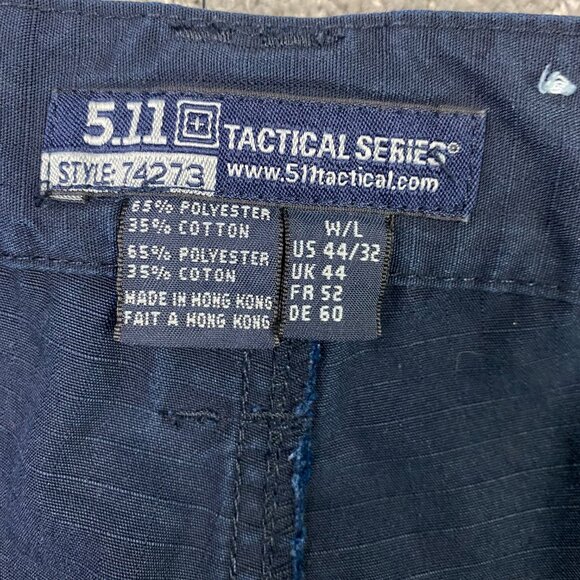 5.11 TACTICAL SERIES®
STYLE: 74273 www.511tactical.com
65% POLYESTER
35% COTTON
65% POLYESTER
35% COTON
MADE IN HONG KONG
FAIT A HONG KONG
W/L
US 44/32
UK 44
FR 52
DE 60